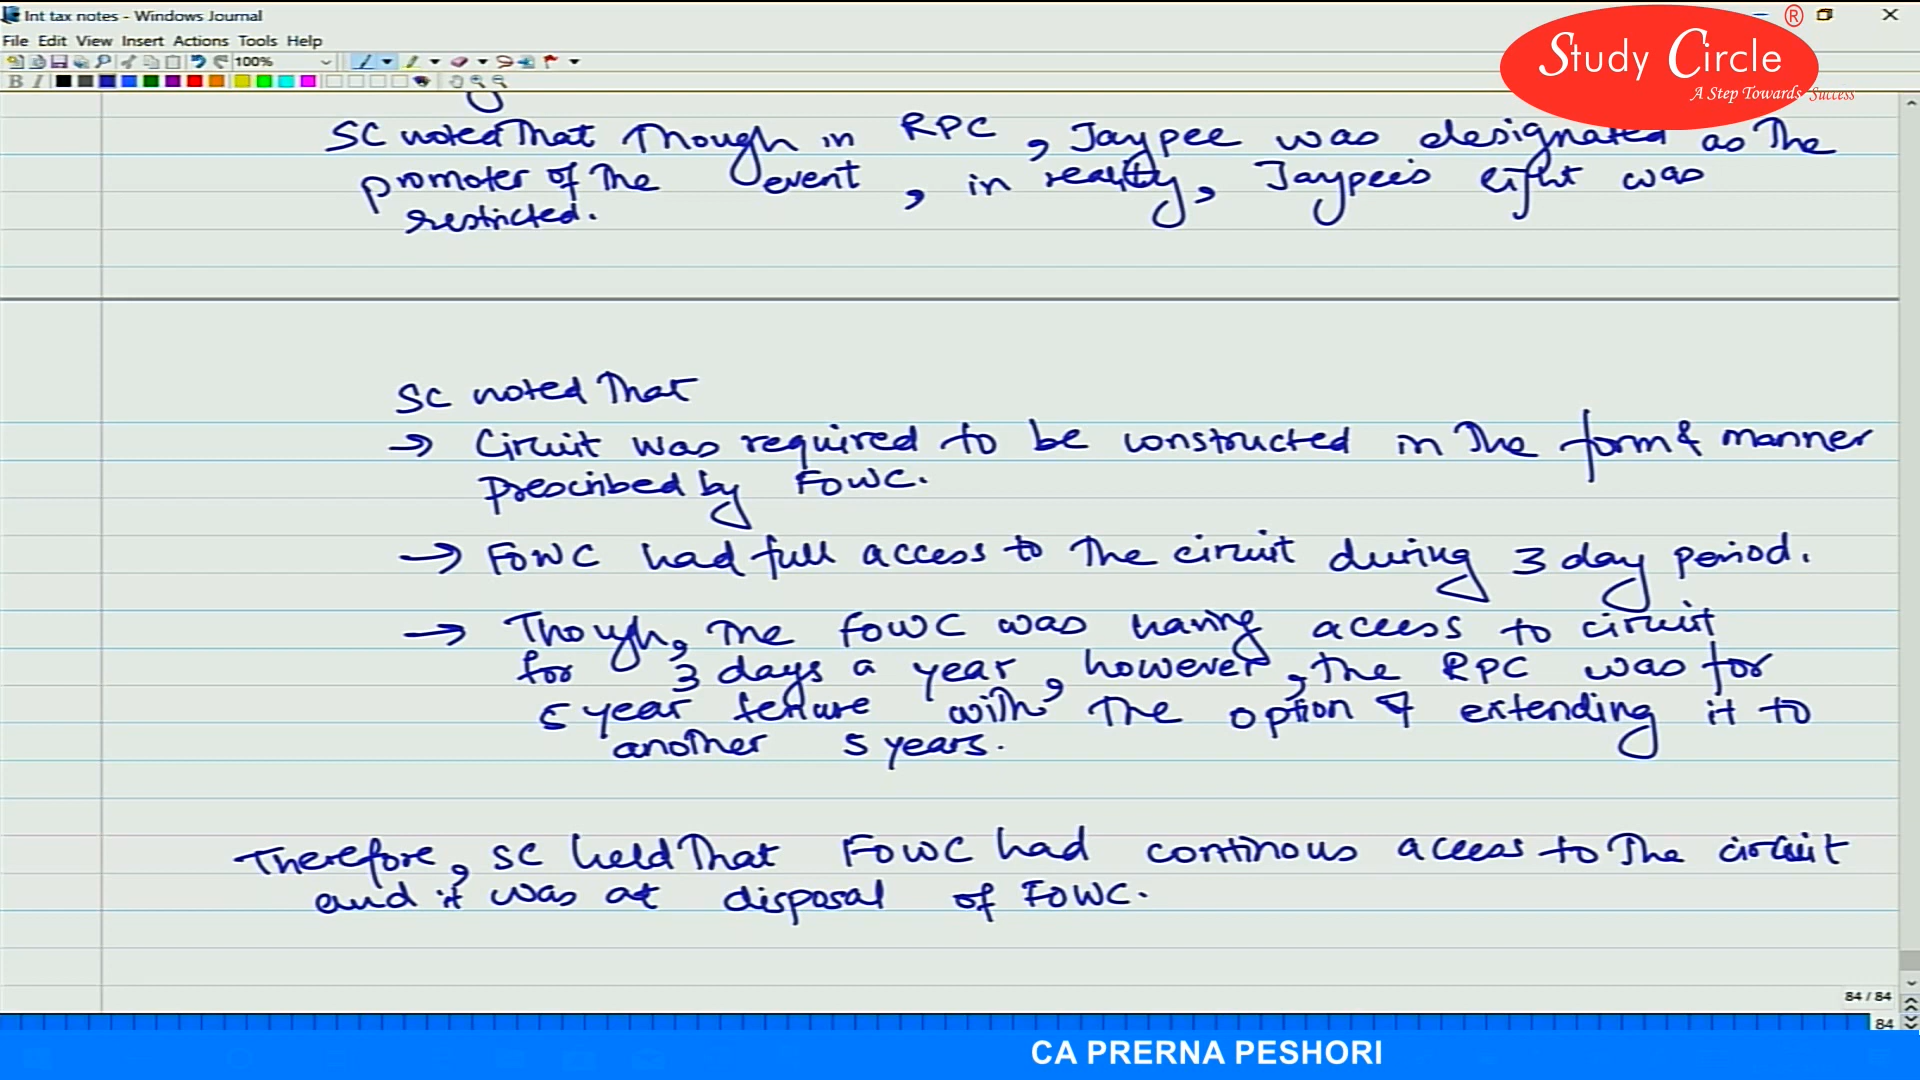 Int tax notes - Windows Journal
File Edit View Insert Actions Tools Help
100%
B I
®
Study Circle
A Step Towards Success
SC noted That Though in RPC, Jaypee was designated as The
promoter of The event, in reality, Jaypee's right was
restricted.
SC noted That
→ Circuit was required to be constructed in The form & manner
prescribed by FOWC.
→ FOWC had full access to The circuit during 3 day period.
→ Though, The FOWC was having access to circuit
for 3 days a year, however, the RPC was for
5 year tenure with The option of extending it to
another 5 years.
Therefore, SC held That FOWC had continous access to The circuit
and it was at disposal of FOWC.
84 / 84
84
CA PRERNA PESHORI